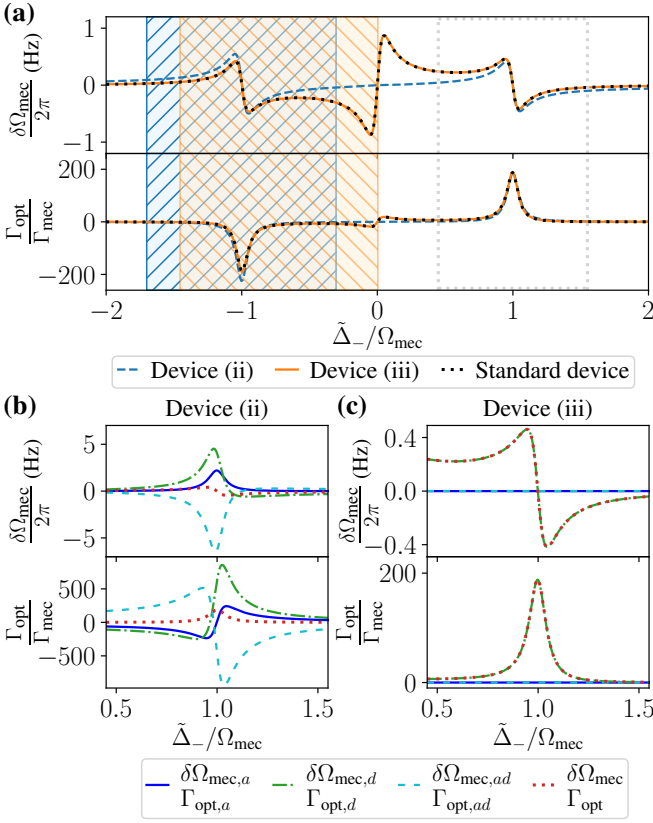 (a)
δΩmec/2π (Hz)
1
0
−1
Γopt/Γmec
200
0
−200
−2
−1
0
1
2
Δ̃−/Ωmec
Device (ii)
Device (iii)
Standard device
(b)
Device (ii)
δΩmec/2π (Hz)
5
0
−5
Γopt/Γmec
500
0
−500
0.5
1.0
1.5
Δ̃−/Ωmec
(c)
Device (iii)
δΩmec/2π (Hz)
0.4
0.0
−0.4
Γopt/Γmec
200
0
0.5
1.0
1.5
Δ̃−/Ωmec
δΩmec,a
Γopt,a
δΩmec,d
Γopt,d
δΩmec,ad
Γopt,ad
δΩmec
Γopt